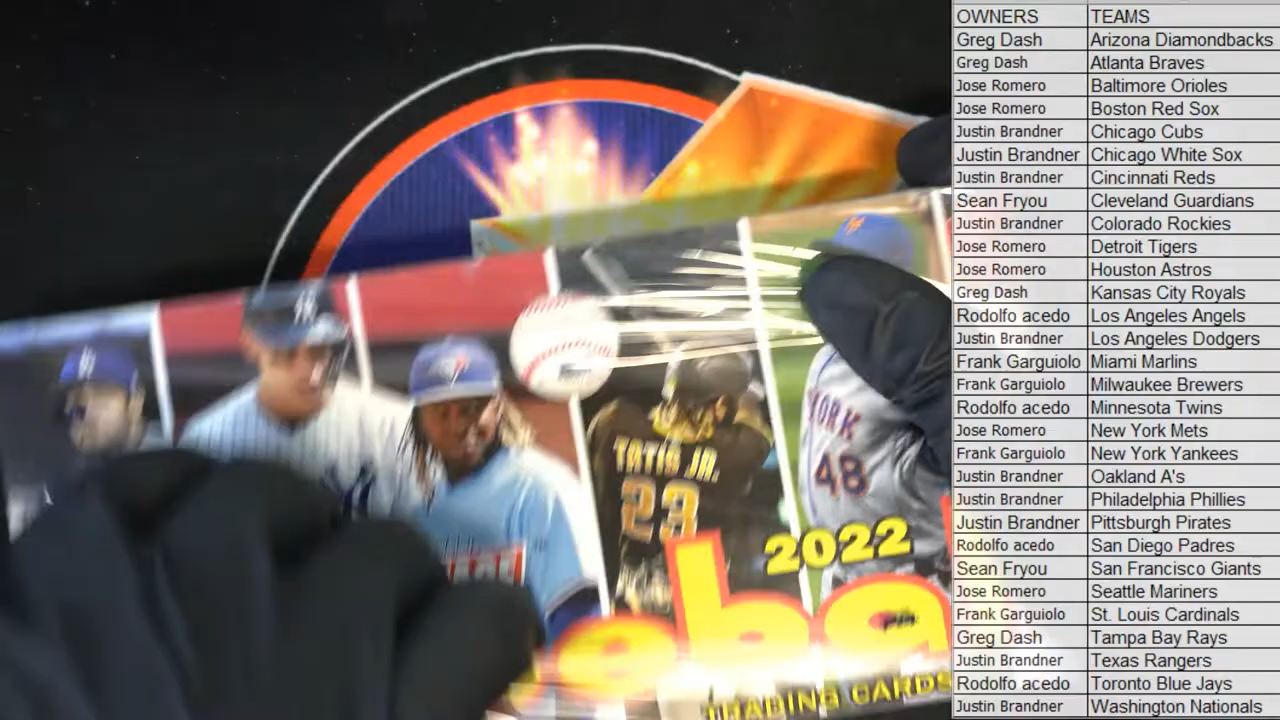 OWNERS TEAMS
Greg Dash Arizona Diamondbacks
Greg Dash Atlanta Braves
Jose Romero Baltimore Orioles
Jose Romero Boston Red Sox
Justin Brandner Chicago Cubs
Justin Brandner Chicago White Sox
Justin Brandner Cincinnati Reds
Sean Fryou Cleveland Guardians
Justin Brandner Colorado Rockies
Jose Romero Detroit Tigers
Jose Romero Houston Astros
Greg Dash Kansas City Royals
Rodolfo acedo Los Angeles Angels
Justin Brandner Los Angeles Dodgers
Frank Garguiolo Miami Marlins
Frank Garguiolo Milwaukee Brewers
Rodolfo acedo Minnesota Twins
Jose Romero New York Mets
Frank Garguiolo New York Yankees
Justin Brandner Oakland A's
Justin Brandner Philadelphia Phillies
Justin Brandner Pittsburgh Pirates
Rodolfo acedo San Diego Padres
Sean Fryou San Francisco Giants
Jose Romero Seattle Mariners
Frank Garguiolo St. Louis Cardinals
Greg Dash Tampa Bay Rays
Justin Brandner Texas Rangers
Rodolfo acedo Toronto Blue Jays
Justin Brandner Washington Nationals
TATIS JR.
23
YORK
48
2022
TRADING CARDS